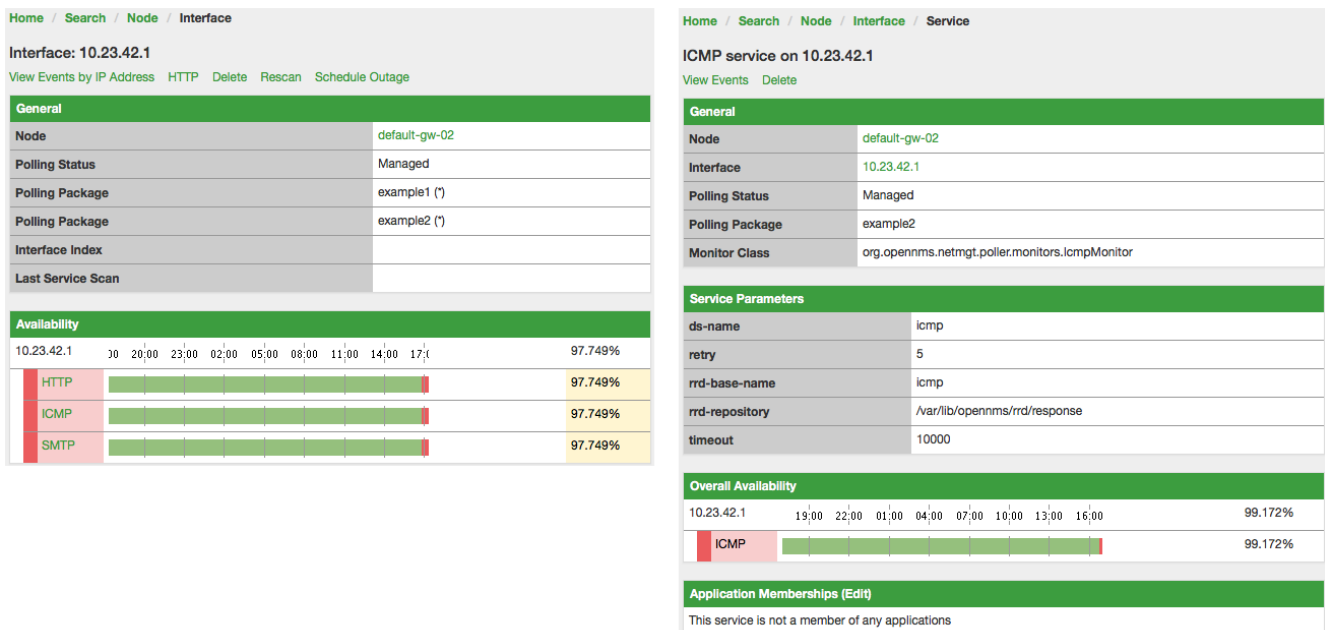 Home / Search / Node / Interface
Interface: 10.23.42.1
View Events by IP Address HTTP Delete Rescan Schedule Outage
General
Node default-gw-02
Polling Status Managed
Polling Package example1 (*)
Polling Package example2 (*)
Interface Index
Last Service Scan
Availability
10.23.42.1 00 20:00 23:00 02:00 05:00 08:00 11:00 14:00 17:0 97.749%
HTTP 97.749%
ICMP 97.749%
SMTP 97.749%
Home / Search / Node / Interface / Service
ICMP service on 10.23.42.1
View Events Delete
General
Node default-gw-02
Interface 10.23.42.1
Polling Status Managed
Polling Package example2
Monitor Class org.opennms.netmgt.poller.monitors.IcmpMonitor
Service Parameters
ds-name icmp
retry 5
rrd-base-name icmp
rrd-repository /var/lib/opennms/rrd/response
timeout 10000
Overall Availability
10.23.42.1 19:00 22:00 01:00 04:00 07:00 10:00 13:00 16:00 99.172%
ICMP 99.172%
Application Memberships (Edit)
This service is not a member of any applications